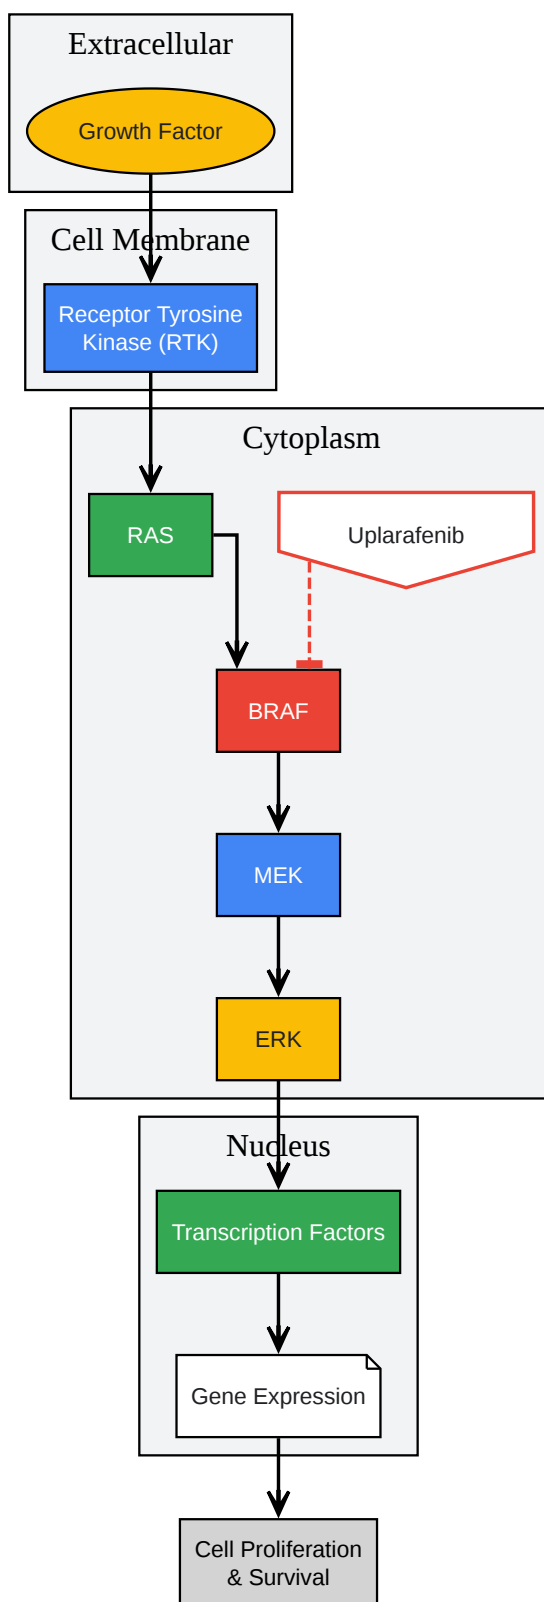 Extracellular
Growth Factor
Cell Membrane
Receptor Tyrosine
Kinase (RTK)
Cytoplasm
RAS
Uplarafenib
BRAF
MEK
ERK
Nucleus
Transcription Factors
Gene Expression
Cell Proliferation
& Survival